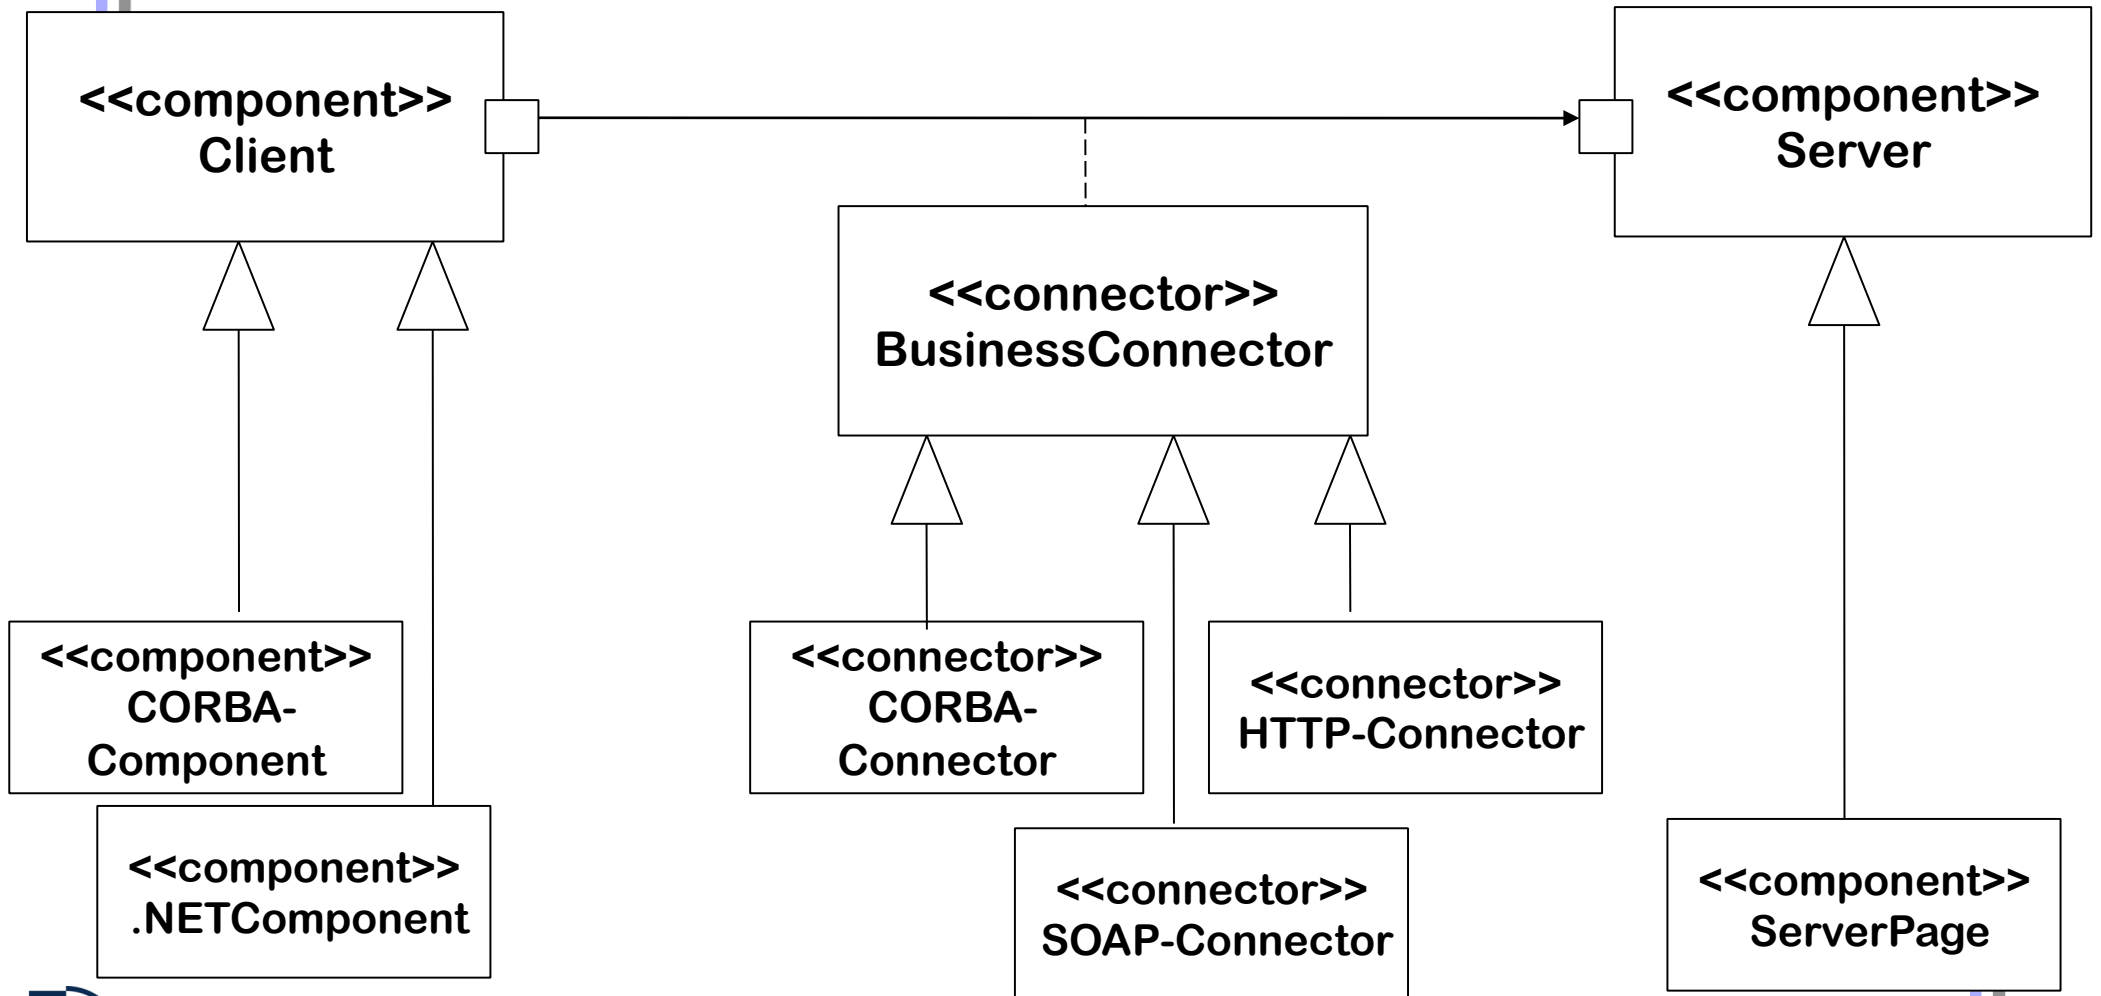 <<component>>
Client
<<component>>
Server
<<connector>>
BusinessConnector
<<component>>
CORBA-
Component
<<connector>>
CORBA-
Connector
<<connector>>
HTTP-Connector
<<component>>
.NETComponent
<<connector>>
SOAP-Connector
<<component>>
ServerPage